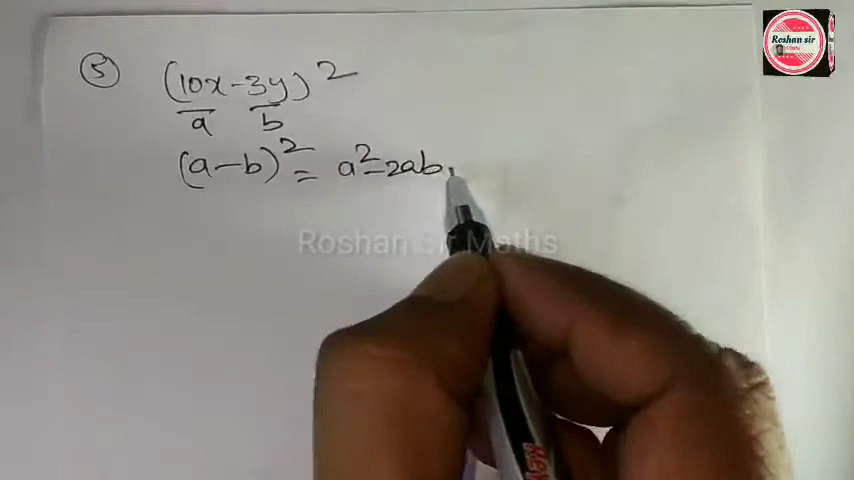 Roshan sir
⑤ (10x-3y)²
a b
(a-b)² = a²-2ab
Roshan Sir Maths